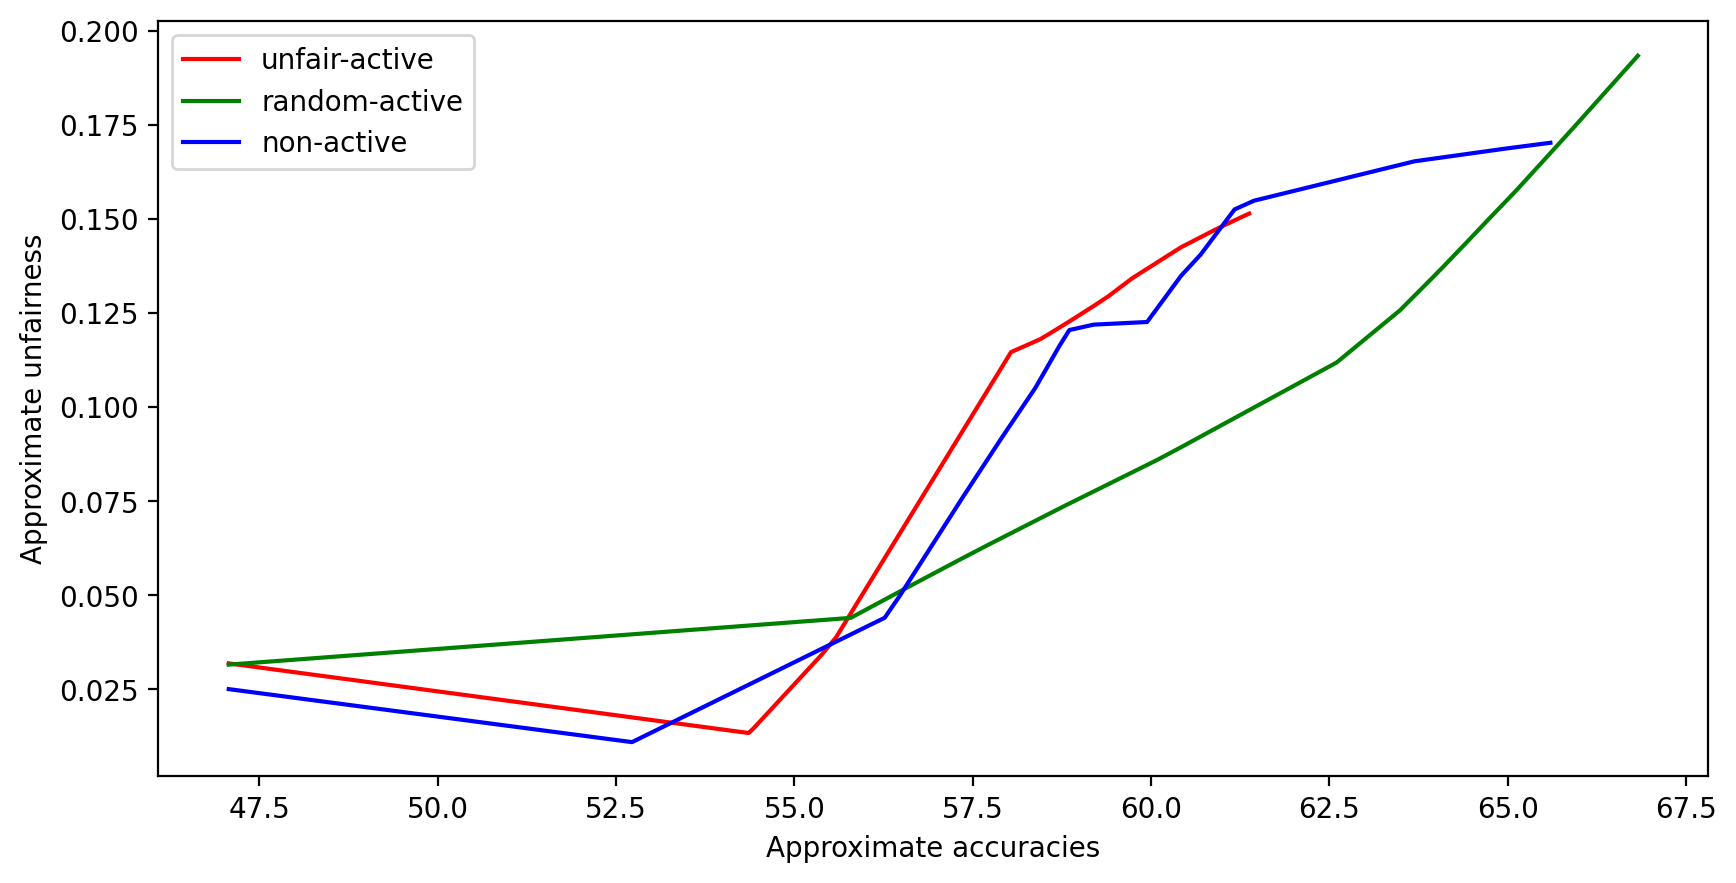 unfair-active
random-active
non-active
0.200
0.175
0.150
0.125
0.100
0.075
0.050
0.025
Approximate unfairness
47.5 50.0 52.5 55.0 57.5 60.0 62.5 65.0 67.5
Approximate accuracies